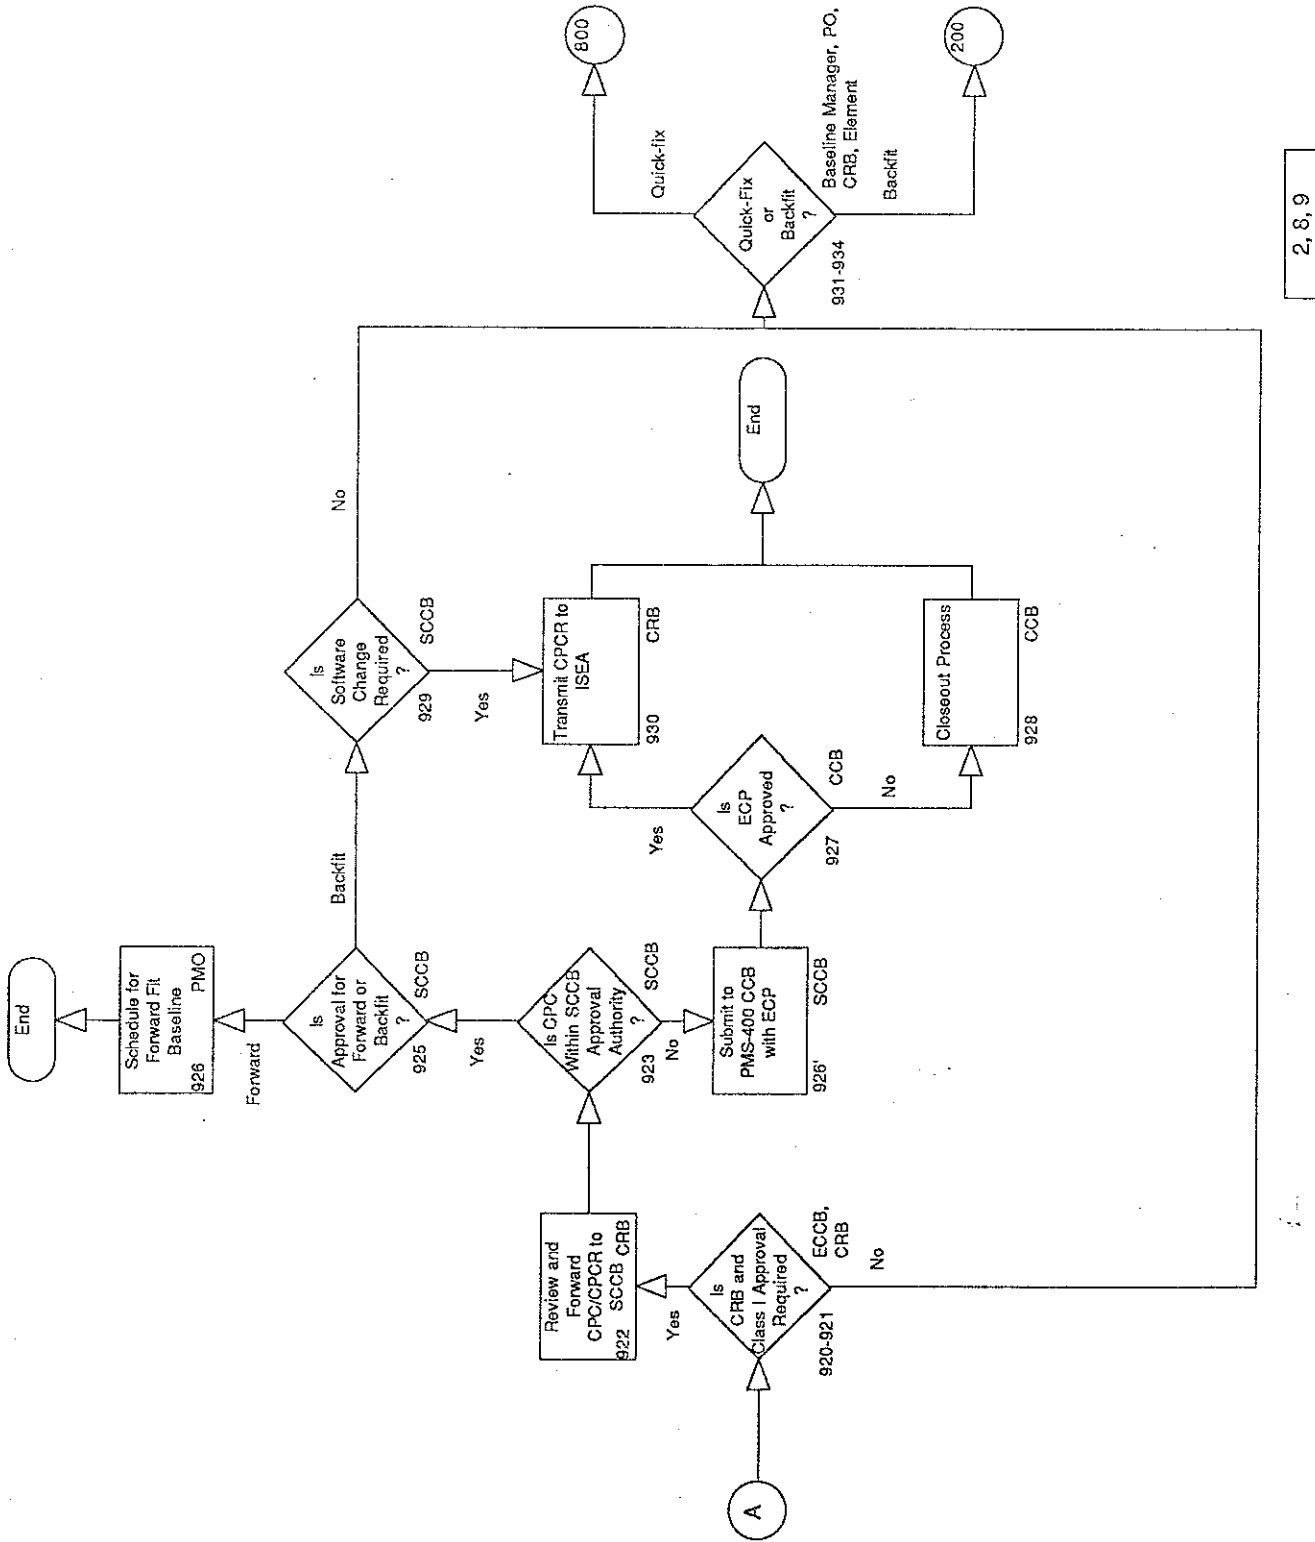 A
Is
CRB and
Class I Approval
Required
?
920-921
ECCB,
CRB
Yes
No
Review and
Forward
CPC/CPCR to
SCCB CRB
922
Is CPC
Within SCCB
Approval
Authority
?
923
SCCB
Yes
No
Is
Approval for
Forward or
Backfit
?
925
SCCB
Forward
Backfit
Schedule for
Forward Fit
Baseline
926
PMO
End
Submit to
PMS-400 CCB
with ECP
926'
SCCB
Is
ECP
Approved
?
927
CCB
Yes
No
Is
Software
Change
Required
?
929
SCCB
Yes
No
Transmit CPCR to
ISEA
930
CRB
Closeout Process
928
CCB
End
Quick-Fix
or
Backfit
?
931-934
Baseline Manager, PO,
CRB, Element
Quick-fix
Backfit
800
200
2, 8, 9